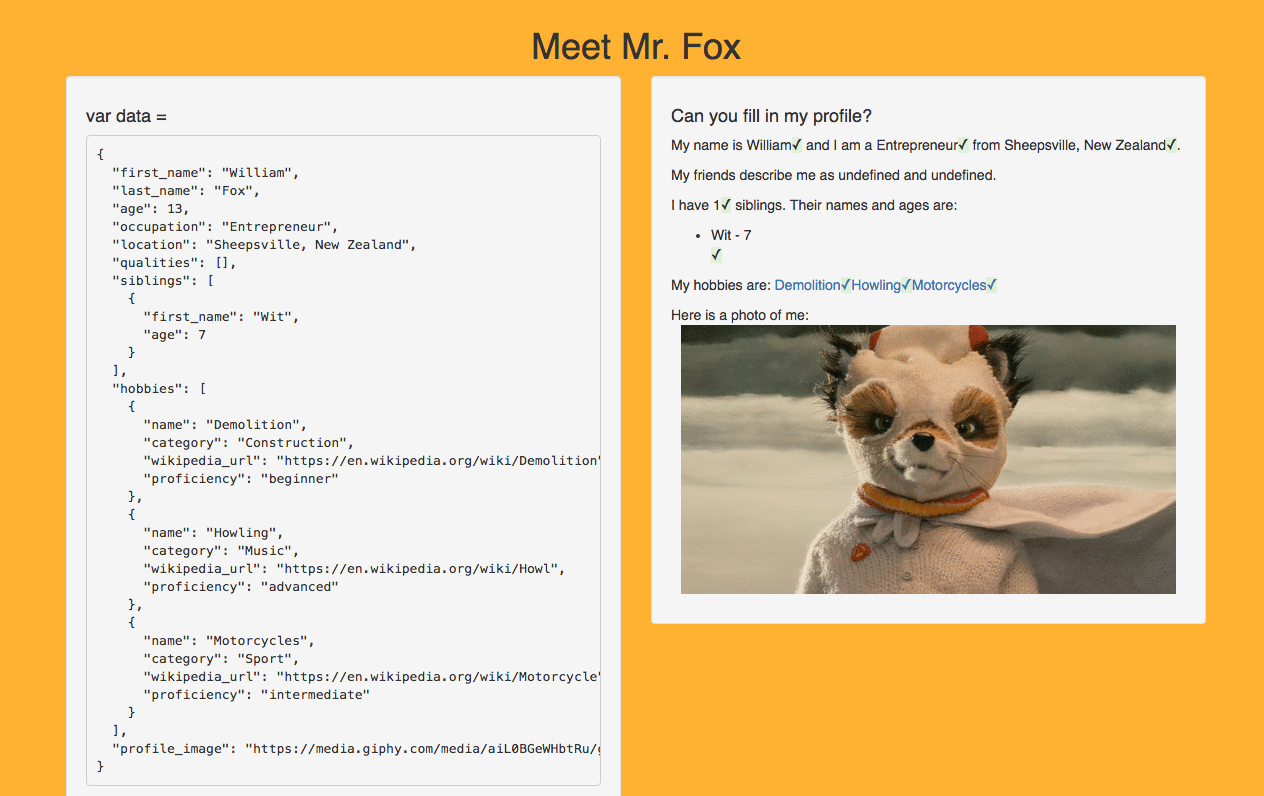 Meet Mr. Fox
var data =
{
  "first_name": "William",
  "last_name": "Fox",
  "age": 13,
  "occupation": "Entrepreneur",
  "location": "Sheepsville, New Zealand",
  "qualities": [],
  "siblings": [
    {
      "first_name": "Wit",
      "age": 7
    }
  ],
  "hobbies": [
    {
      "name": "Demolition",
      "category": "Construction",
      "wikipedia_url": "https://en.wikipedia.org/wiki/Demolition"
      "proficiency": "beginner"
    },
    {
      "name": "Howling",
      "category": "Music",
      "wikipedia_url": "https://en.wikipedia.org/wiki/Howl",
      "proficiency": "advanced"
    },
    {
      "name": "Motorcycles",
      "category": "Sport",
      "wikipedia_url": "https://en.wikipedia.org/wiki/Motorcycle"
      "proficiency": "intermediate"
    }
  ],
  "profile_image": "https://media.giphy.com/media/aiL0BGeWHbtRu/g
}
Can you fill in my profile?
My name is William✓ and I am a Entrepreneur✓ from Sheepsville, New Zealand✓.
My friends describe me as undefined and undefined.
I have 1✓ siblings. Their names and ages are:
• Wit - 7
✓
My hobbies are: Demolition✓Howling✓Motorcycles✓
Here is a photo of me: